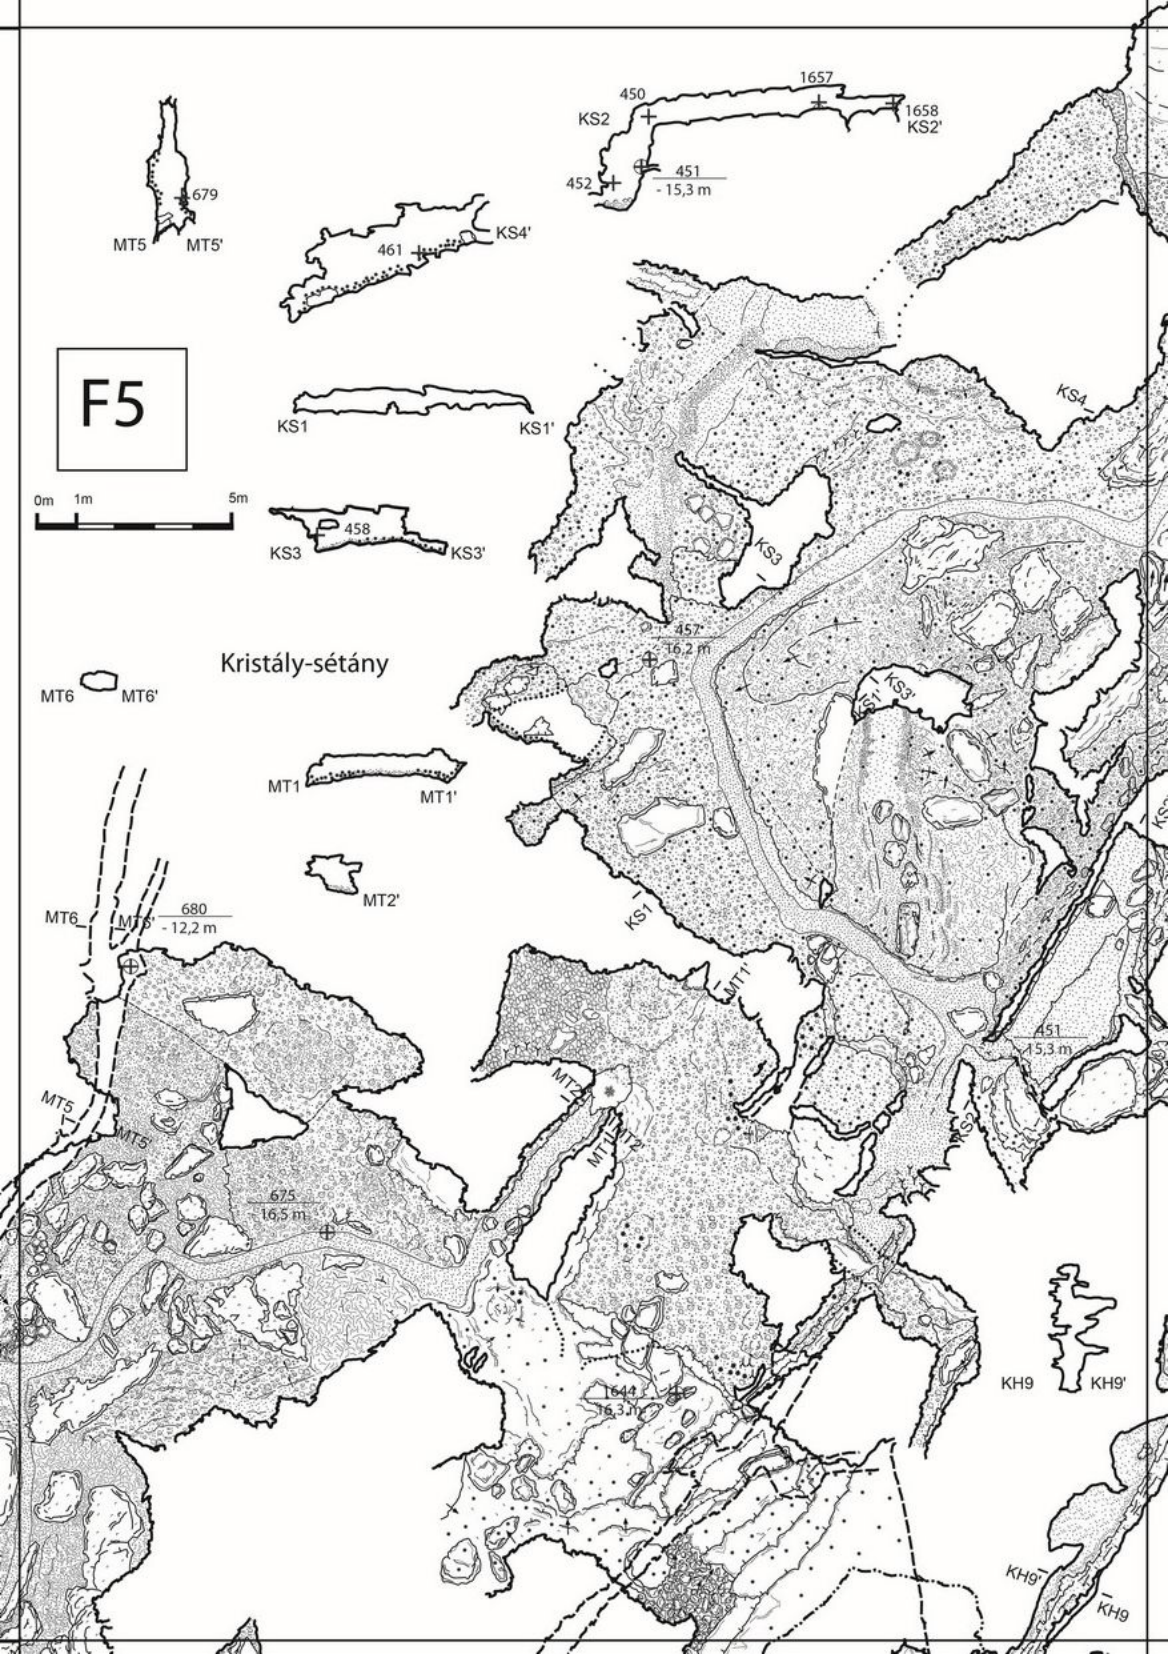 1657
450
KS2
1658
KS2'
451
- 15,3 m
452
679
MT5
MT5'
KS4'
461
F5
KS4
KS1
KS1'
0m
1m
5m
458
KS3
KS3'
KS3
457
16,2 m
Kristály-sétány
MT6
MT6'
KS3'
KS1'
MT1
MT1'
MT2'
KS1
MT6
MT6'
680
- 12,2 m
MT1'
451
15,3 m
MT2
MT5
MT5'
MT2'
MT1
KS2
675
- 16,5 m
KH9
KH9'
1644
16,3 m
KH9'
KH9